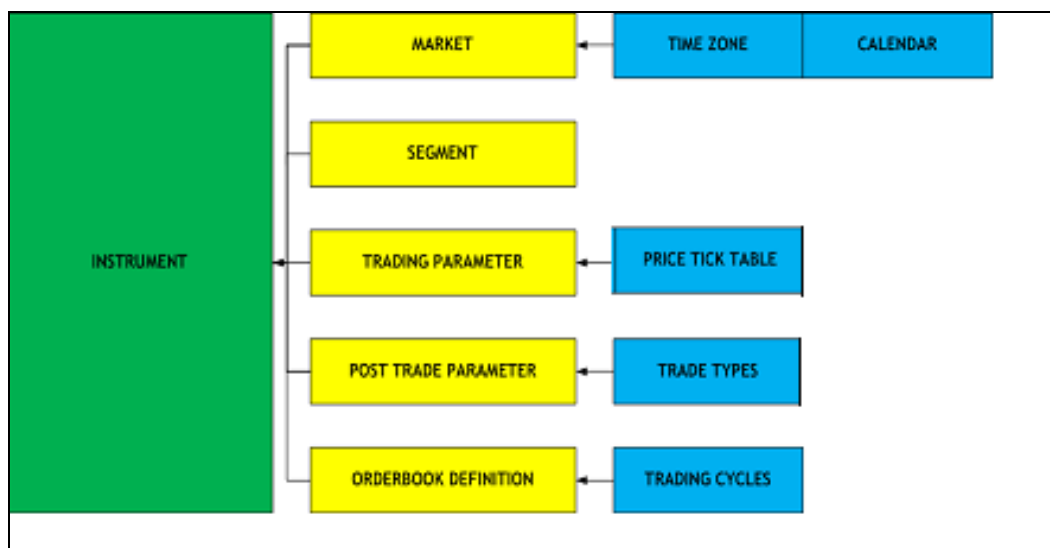 MARKET
TIME ZONE
CALENDAR
SEGMENT
INSTRUMENT
TRADING PARAMETER
PRICE TICK TABLE
POST TRADE PARAMETER
TRADE TYPES
ORDERBOOK DEFINITION
TRADING CYCLES